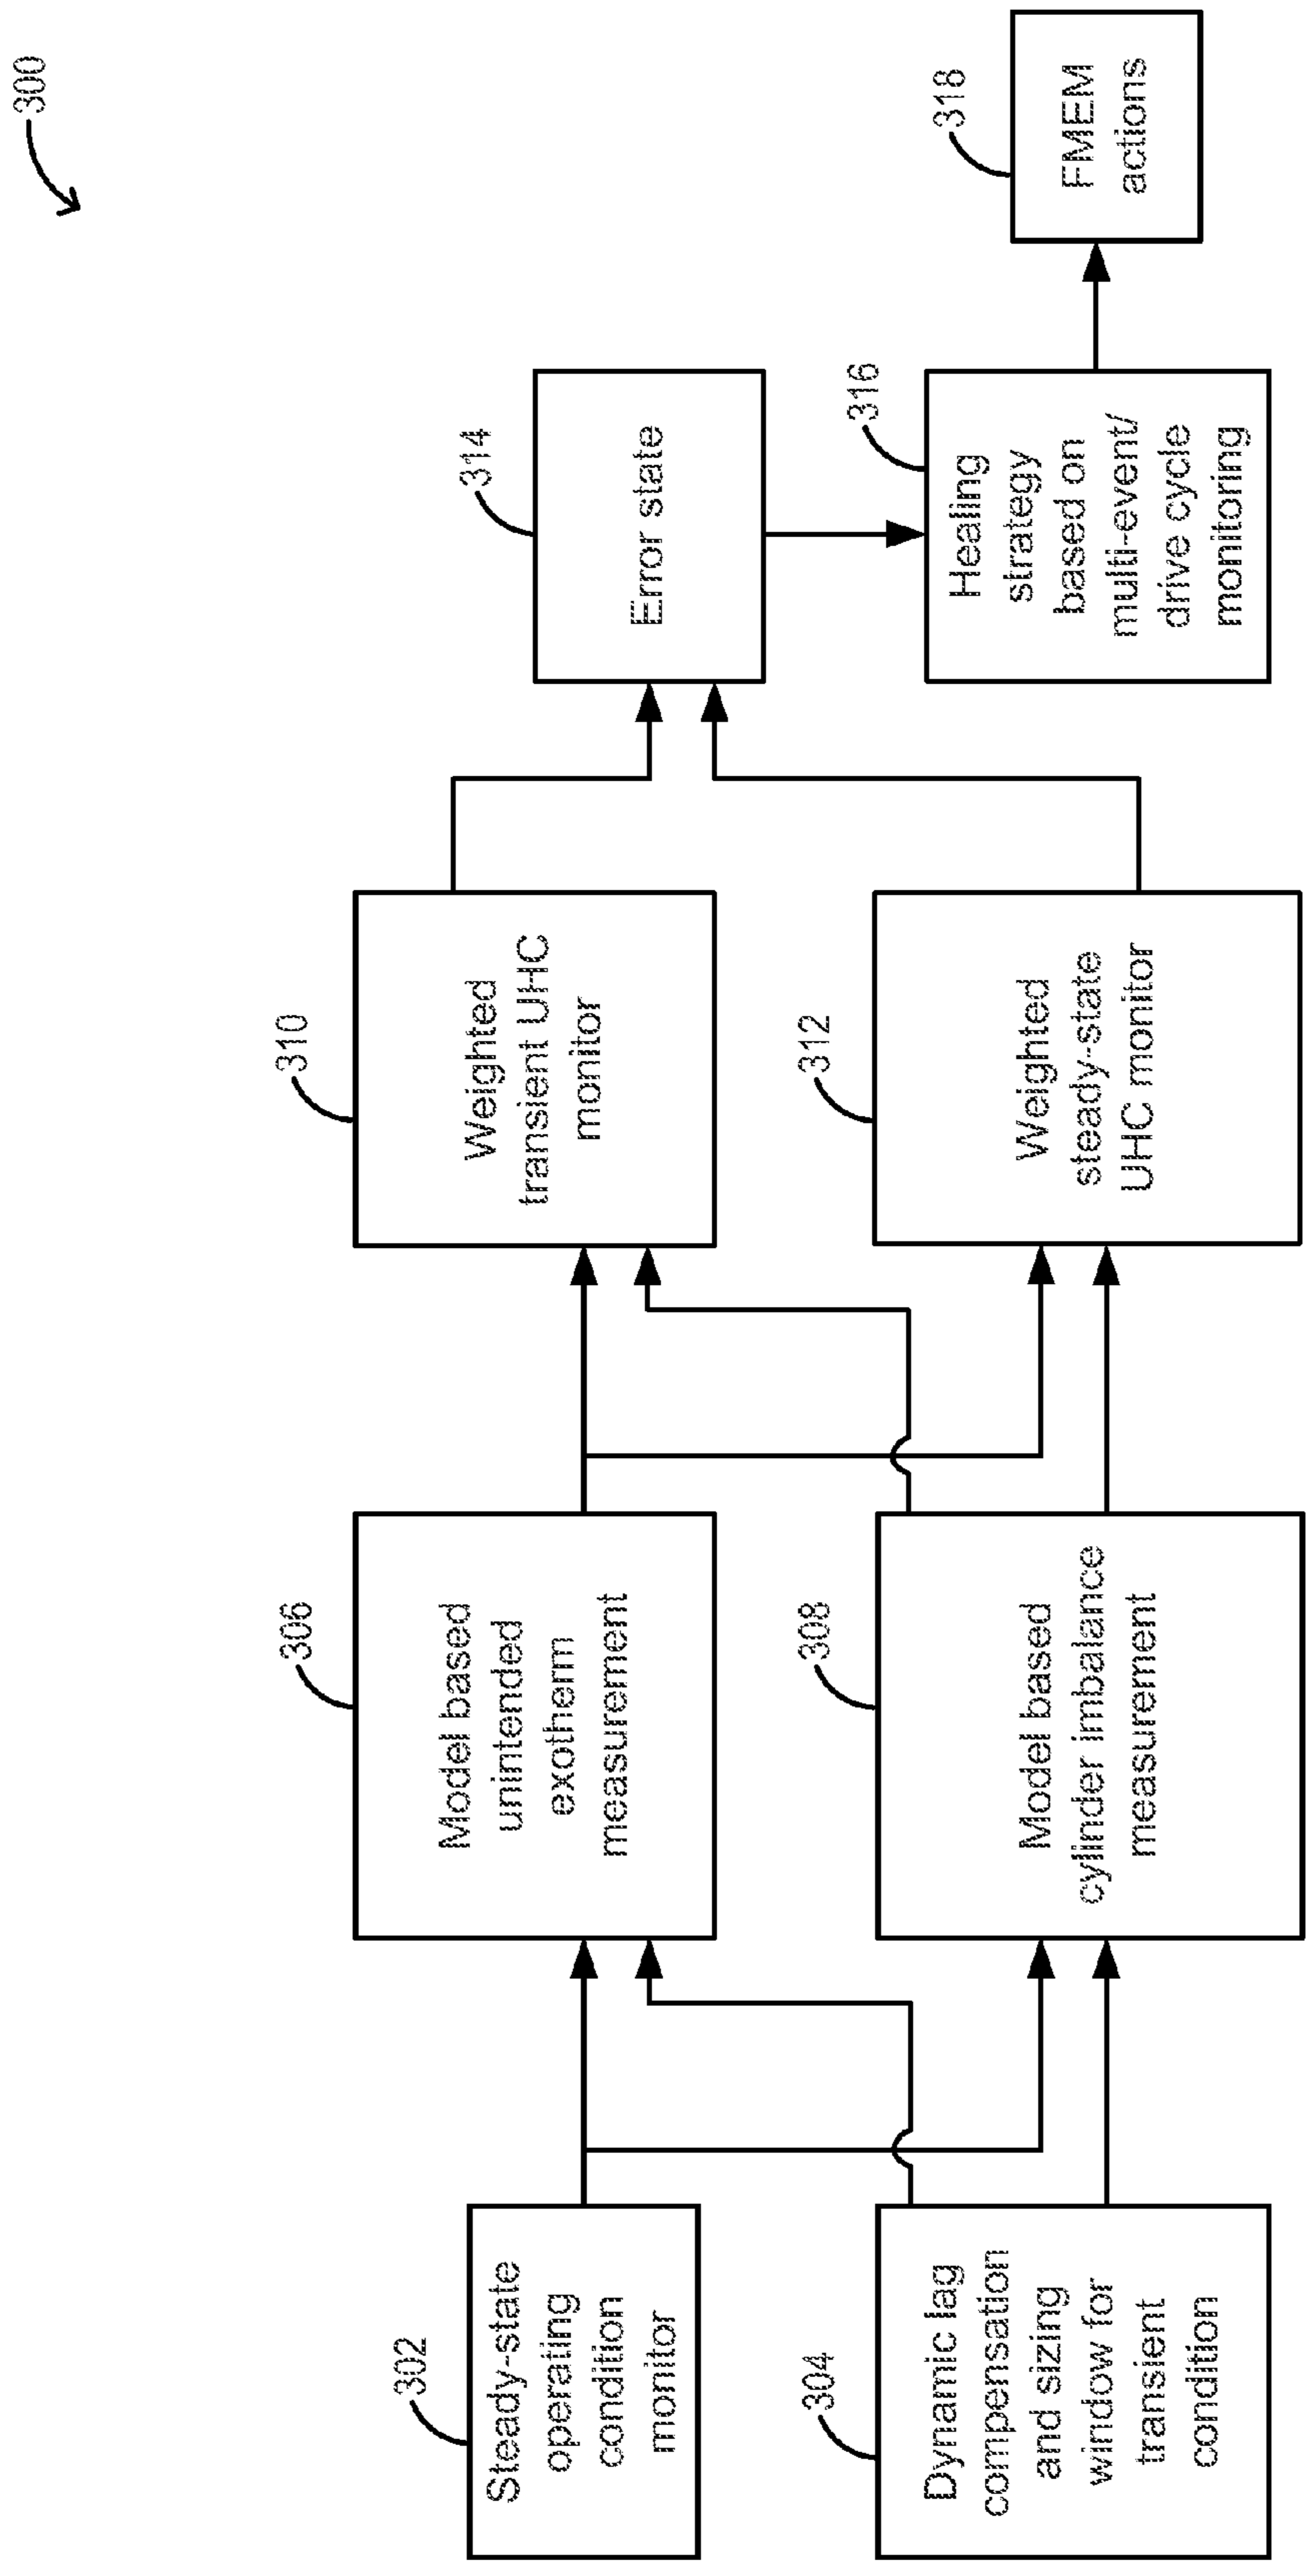 300
302
Steady-state
operating
condition
monitor
304
Dynamic lag
compensation
and sizing
window for
transient
condition
306
Model based
unintended
exotherm
measurement
308
Model based
cylinder imbalance
measurement
310
Weighted
transient UHC
monitor
312
Weighted
steady-state
UHC monitor
314
Error state
316
Healing
strategy
based on
multi-event/
drive cycle
monitoring
318
FMEM
actions